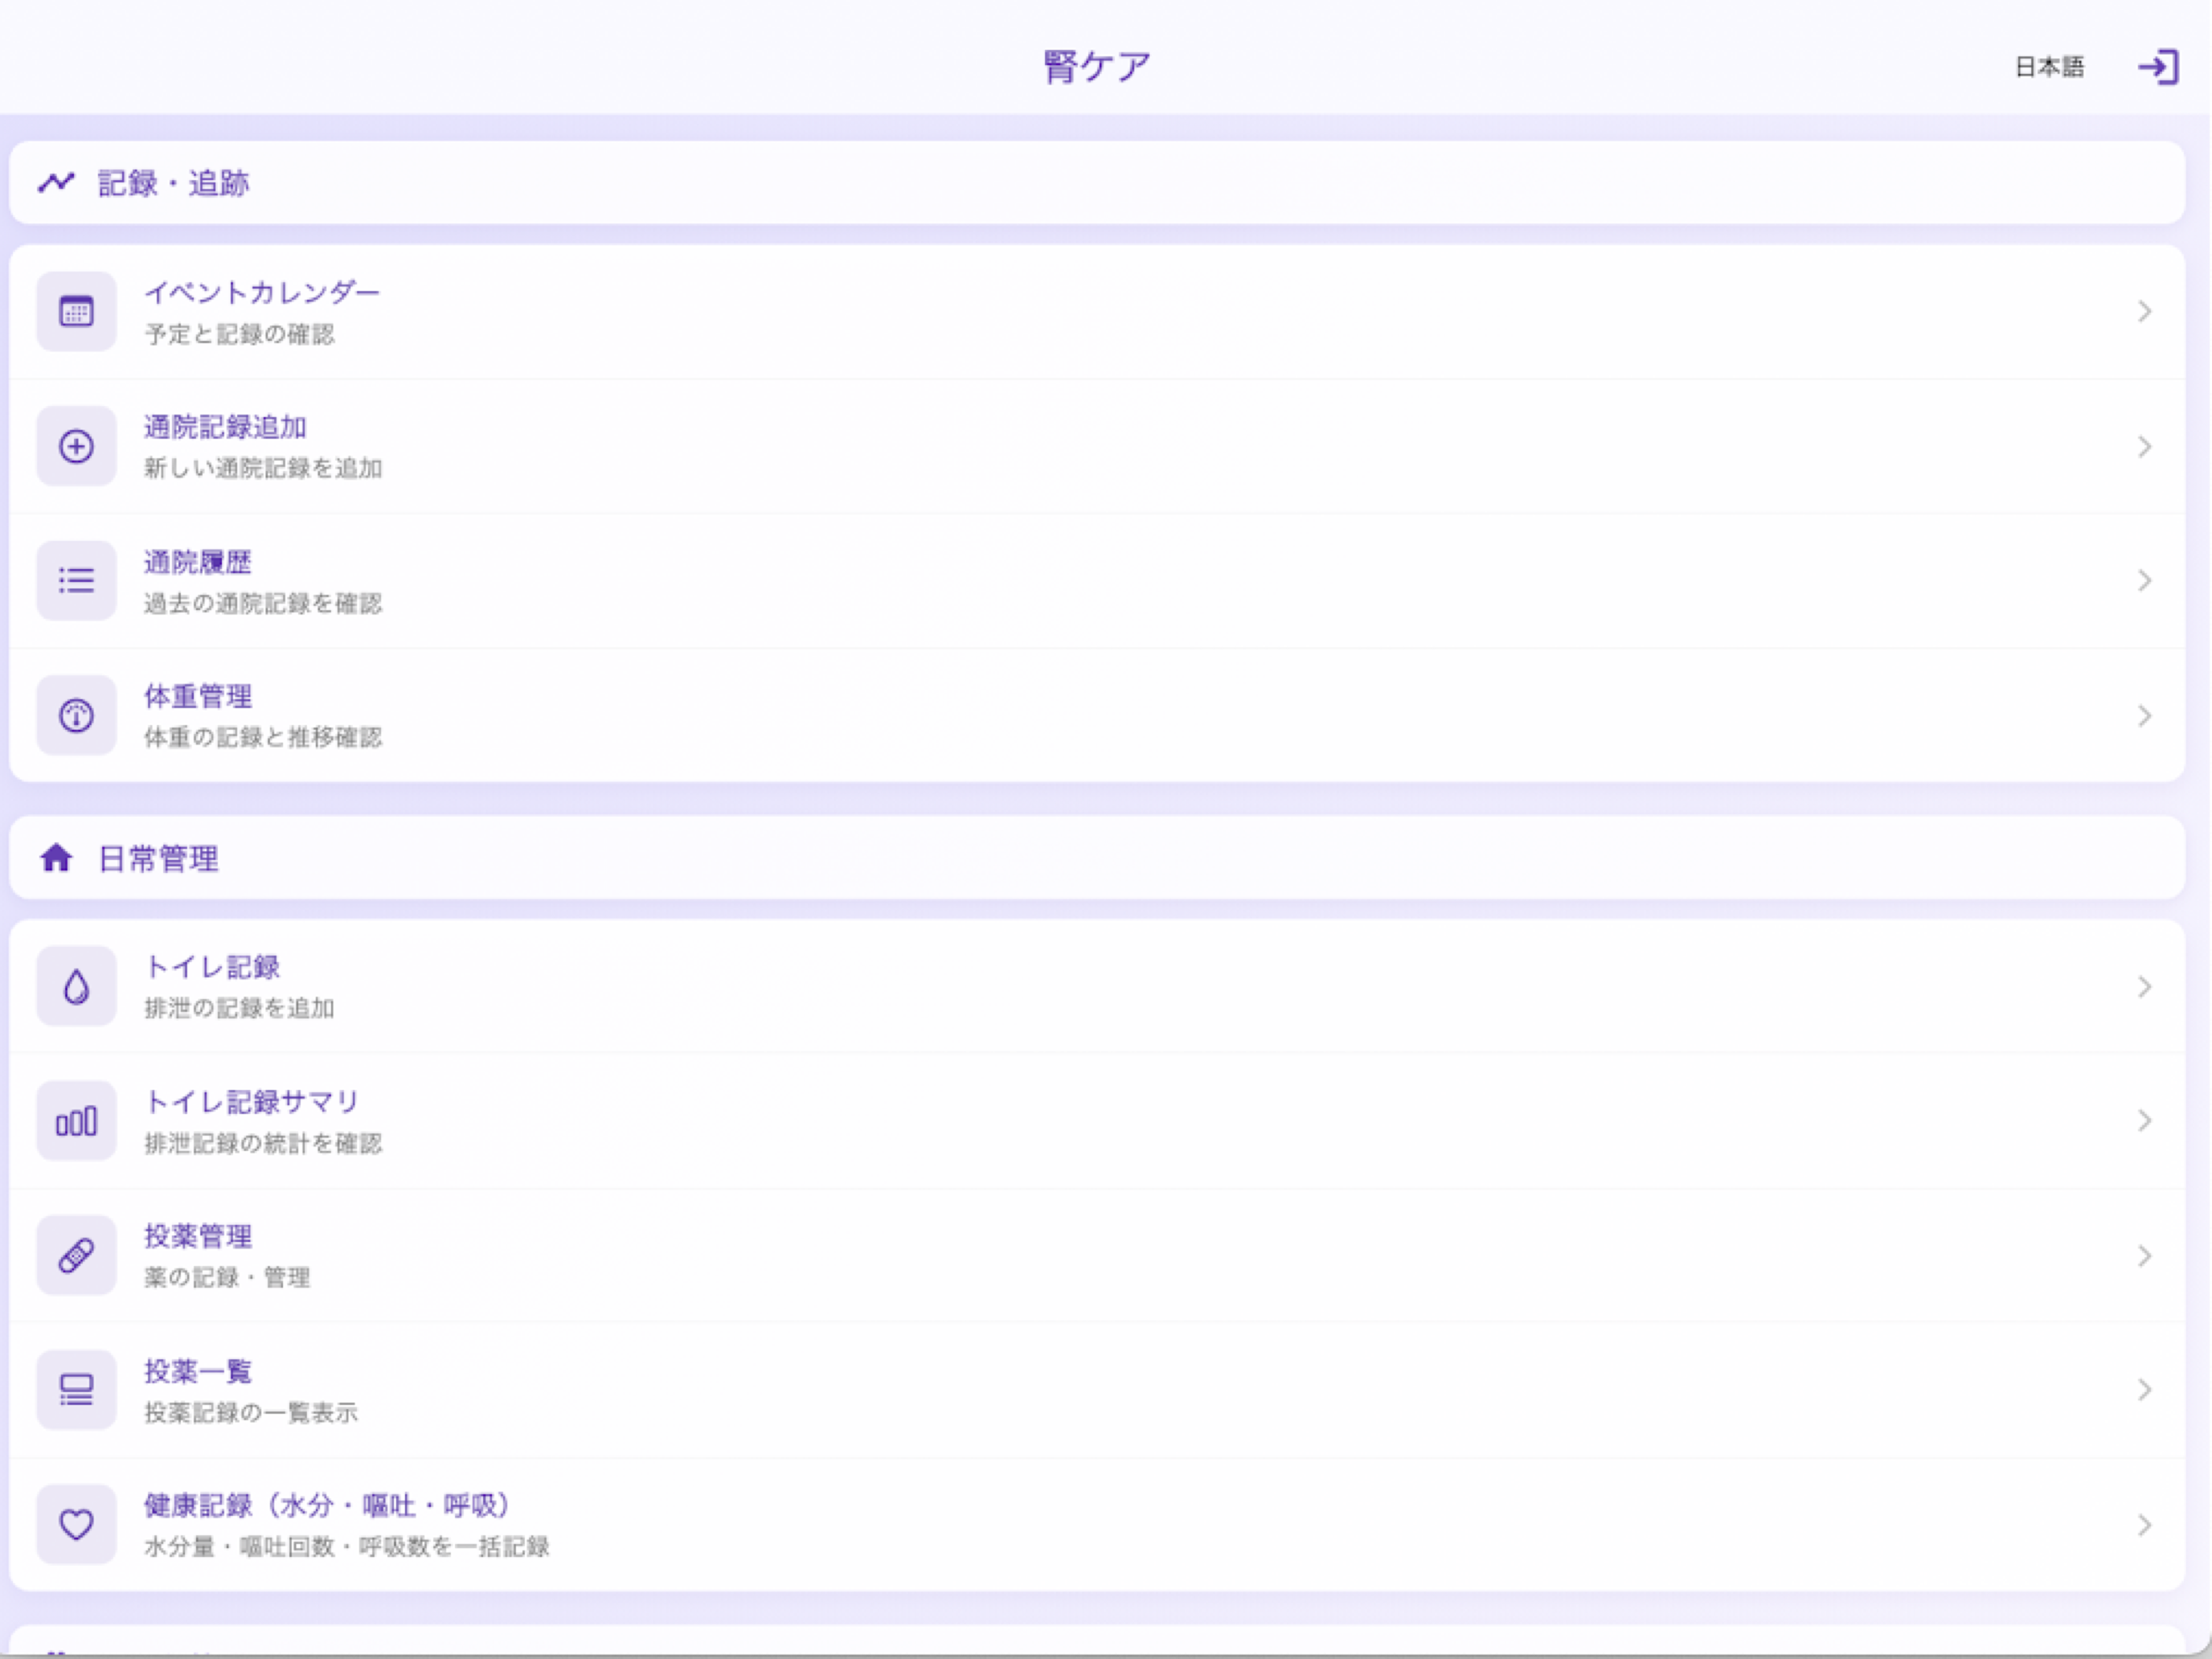 腎ケア
日本語
記録・追跡
イベントカレンダー
予定と記録の確認
通院記録追加
新しい通院記録を追加
通院履歴
過去の通院記録を確認
体重管理
体重の記録と推移確認
日常管理
トイレ記録
排泄の記録を追加
トイレ記録サマリ
排泄記録の統計を確認
投薬管理
薬の記録・管理
投薬一覧
投薬記録の一覧表示
健康記録（水分・嘔吐・呼吸）
水分量・嘔吐回数・呼吸数を一括記録